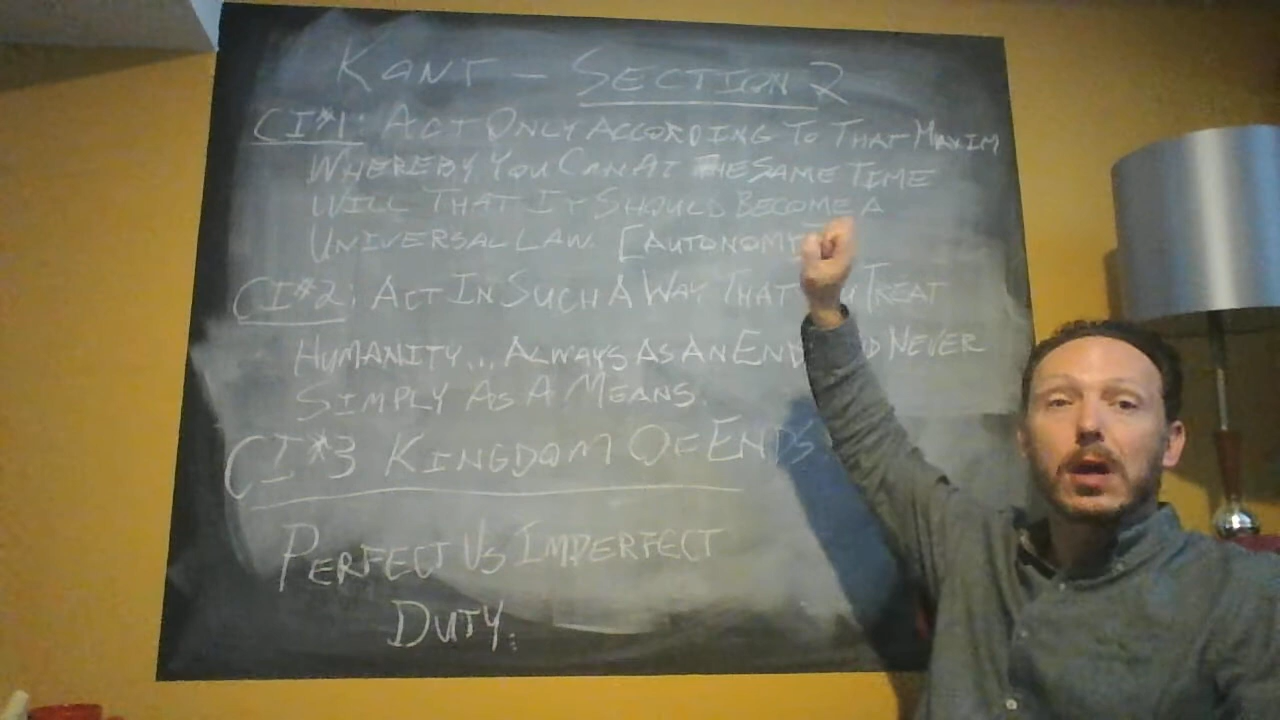 KANT - SECTION 2
CI#1: ACT ONLY ACCORDING TO THAT MAXIM
WHEREBY YOU CAN AT THE SAME TIME
WILL THAT IT SHOULD BECOME A
UNIVERSAL LAW. [AUTONOMY]
CI#2: ACT IN SUCH A WAY THAT TREAT
HUMANITY... ALWAYS AS AN END NEVER
SIMPLY AS A MEANS.
CI#3 KINGDOM OF ENDS
PERFECT VS IMPERFECT
DUTY.